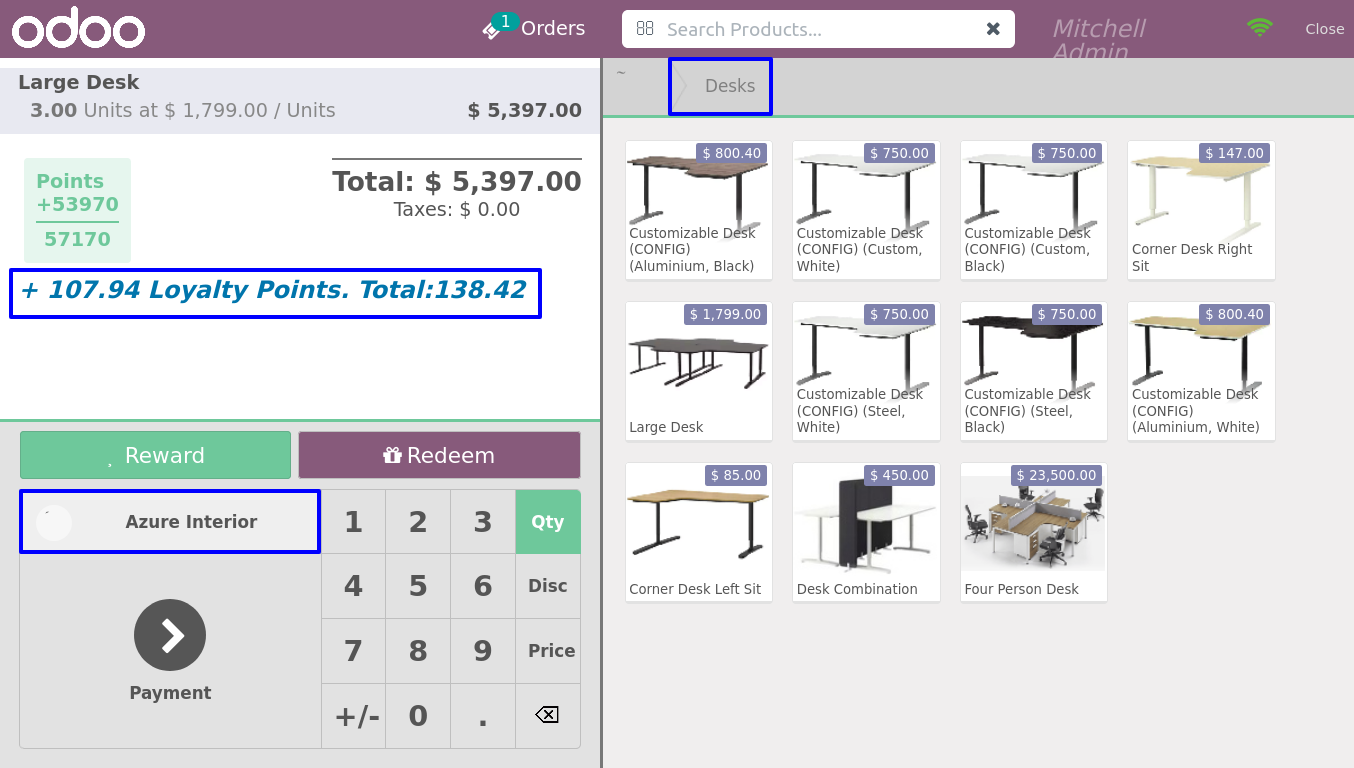 odoo
1 Orders
Search Products...
Mitchell
Admin
Close
Large Desk
3.00 Units at $ 1,799.00 / Units $ 5,397.00
Points
+53970
57170
Total: $ 5,397.00
Taxes: $ 0.00
+ 107.94 Loyalty Points. Total:138.42
Reward
Redeem
Azure Interior
Payment
1 2 3 Qty
4 5 6 Disc
7 8 9 Price
+/- 0 .
~
Desks
$ 800.40
Customizable Desk
(CONFIG)
(Aluminium, Black)
$ 750.00
Customizable Desk
(CONFIG) (Custom,
White)
$ 750.00
Customizable Desk
(CONFIG) (Custom,
Black)
$ 147.00
Corner Desk Right
Sit
$ 1,799.00
Large Desk
$ 750.00
Customizable Desk
(CONFIG) (Steel,
White)
$ 750.00
Customizable Desk
(CONFIG) (Steel,
Black)
$ 800.40
Customizable Desk
(CONFIG)
(Aluminium, White)
$ 85.00
Corner Desk Left Sit
$ 450.00
Desk Combination
$ 23,500.00
Four Person Desk